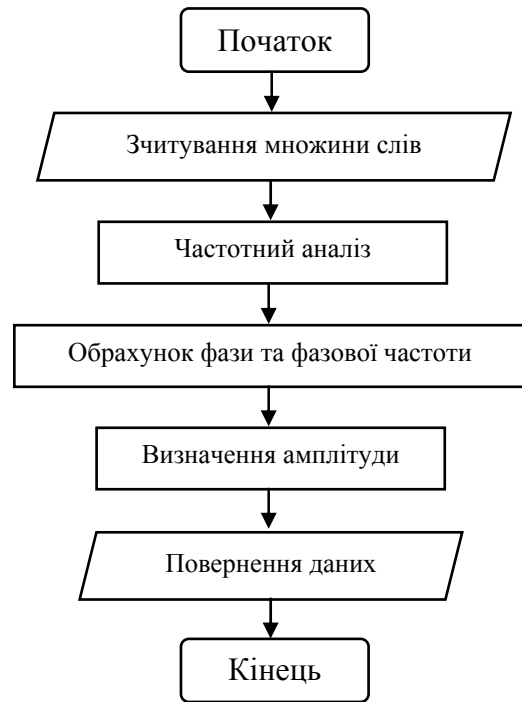 Початок
Зчитування множини слів
Частотний аналіз
Обрахунок фази та фазової частоти
Визначення амплітуди
Повернення даних
Кінець